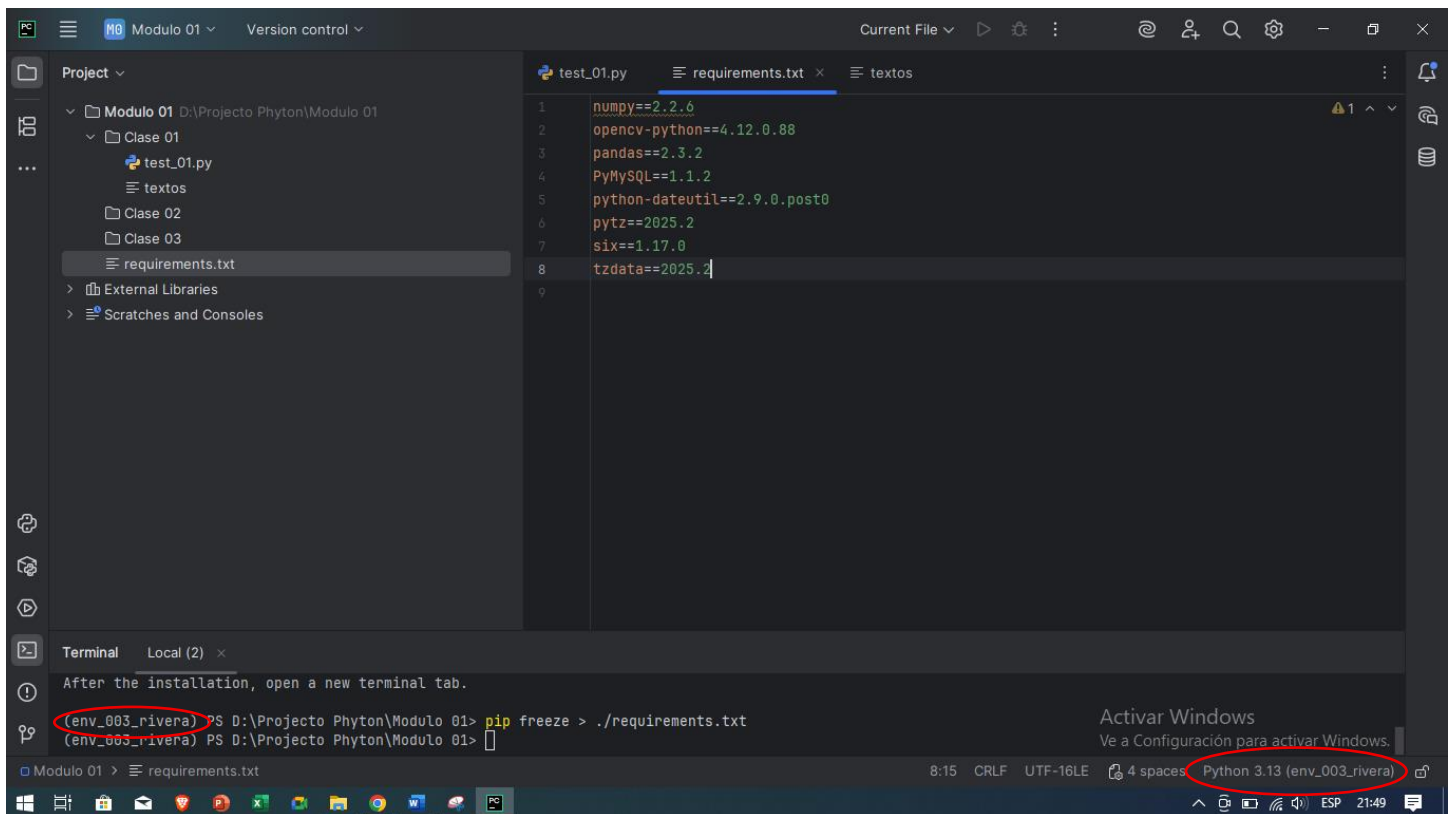 PC
M0 Modulo 01
Version control
Current File
Project
test_01.py
requirements.txt
textos
Modulo 01 D:\Projecto Phyton\Modulo 01
Clase 01
test_01.py
textos
Clase 02
Clase 03
requirements.txt
External Libraries
Scratches and Consoles
1 numpy==2.2.6
2 opencv-python==4.12.0.88
3 pandas==2.3.2
4 PyMySQL==1.1.2
5 python-dateutil==2.9.0.post0
6 pytz==2025.2
7 six==1.17.0
8 tzdata==2025.2
9
1
Terminal Local (2)
After the installation, open a new terminal tab.
(env_003_rivera) PS D:\Projecto Phyton\Modulo 01> pip freeze > ./requirements.txt
(env_003_rivera) PS D:\Projecto Phyton\Modulo 01>
Activar Windows
Ve a Configuración para activar Windows.
Modulo 01 > requirements.txt
8:15 CRLF UTF-16LE 4 spaces Python 3.13 (env_003_rivera)
ESP 21:49